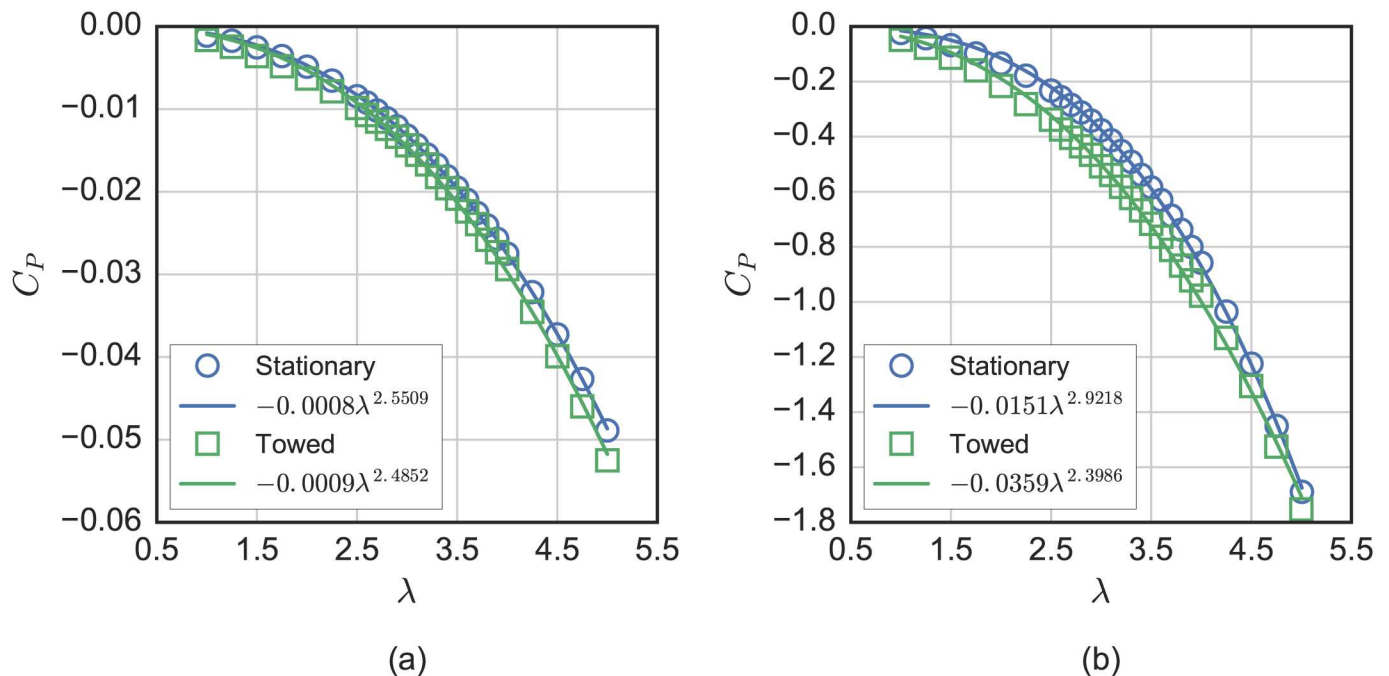 0.00
−0.01
−0.02
−0.03
−0.04
−0.05
−0.06
C_P
0.5 1.5 2.5 3.5 4.5 5.5
λ
Stationary
−0.0008λ^2.5509
Towed
−0.0009λ^2.4852
(a)
0.0
−0.2
−0.4
−0.6
−0.8
−1.0
−1.2
−1.4
−1.6
−1.8
C_P
0.5 1.5 2.5 3.5 4.5 5.5
λ
Stationary
−0.0151λ^2.9218
Towed
−0.0359λ^2.3986
(b)